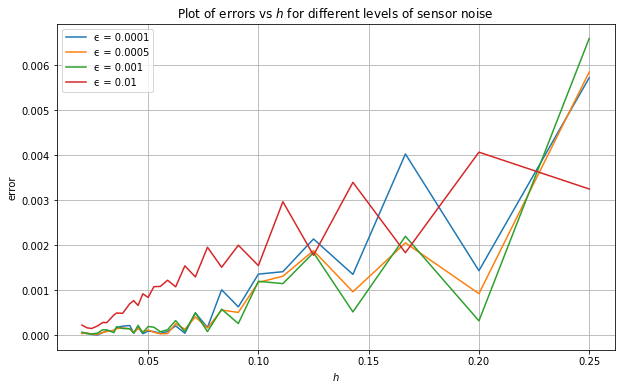 Plot of errors vs h for different levels of sensor noise
ϵ = 0.0001
ϵ = 0.0005
ϵ = 0.001
ϵ = 0.01
error
0.006
0.005
0.004
0.003
0.002
0.001
0.000
0.05 0.10 0.15 0.20 0.25
h